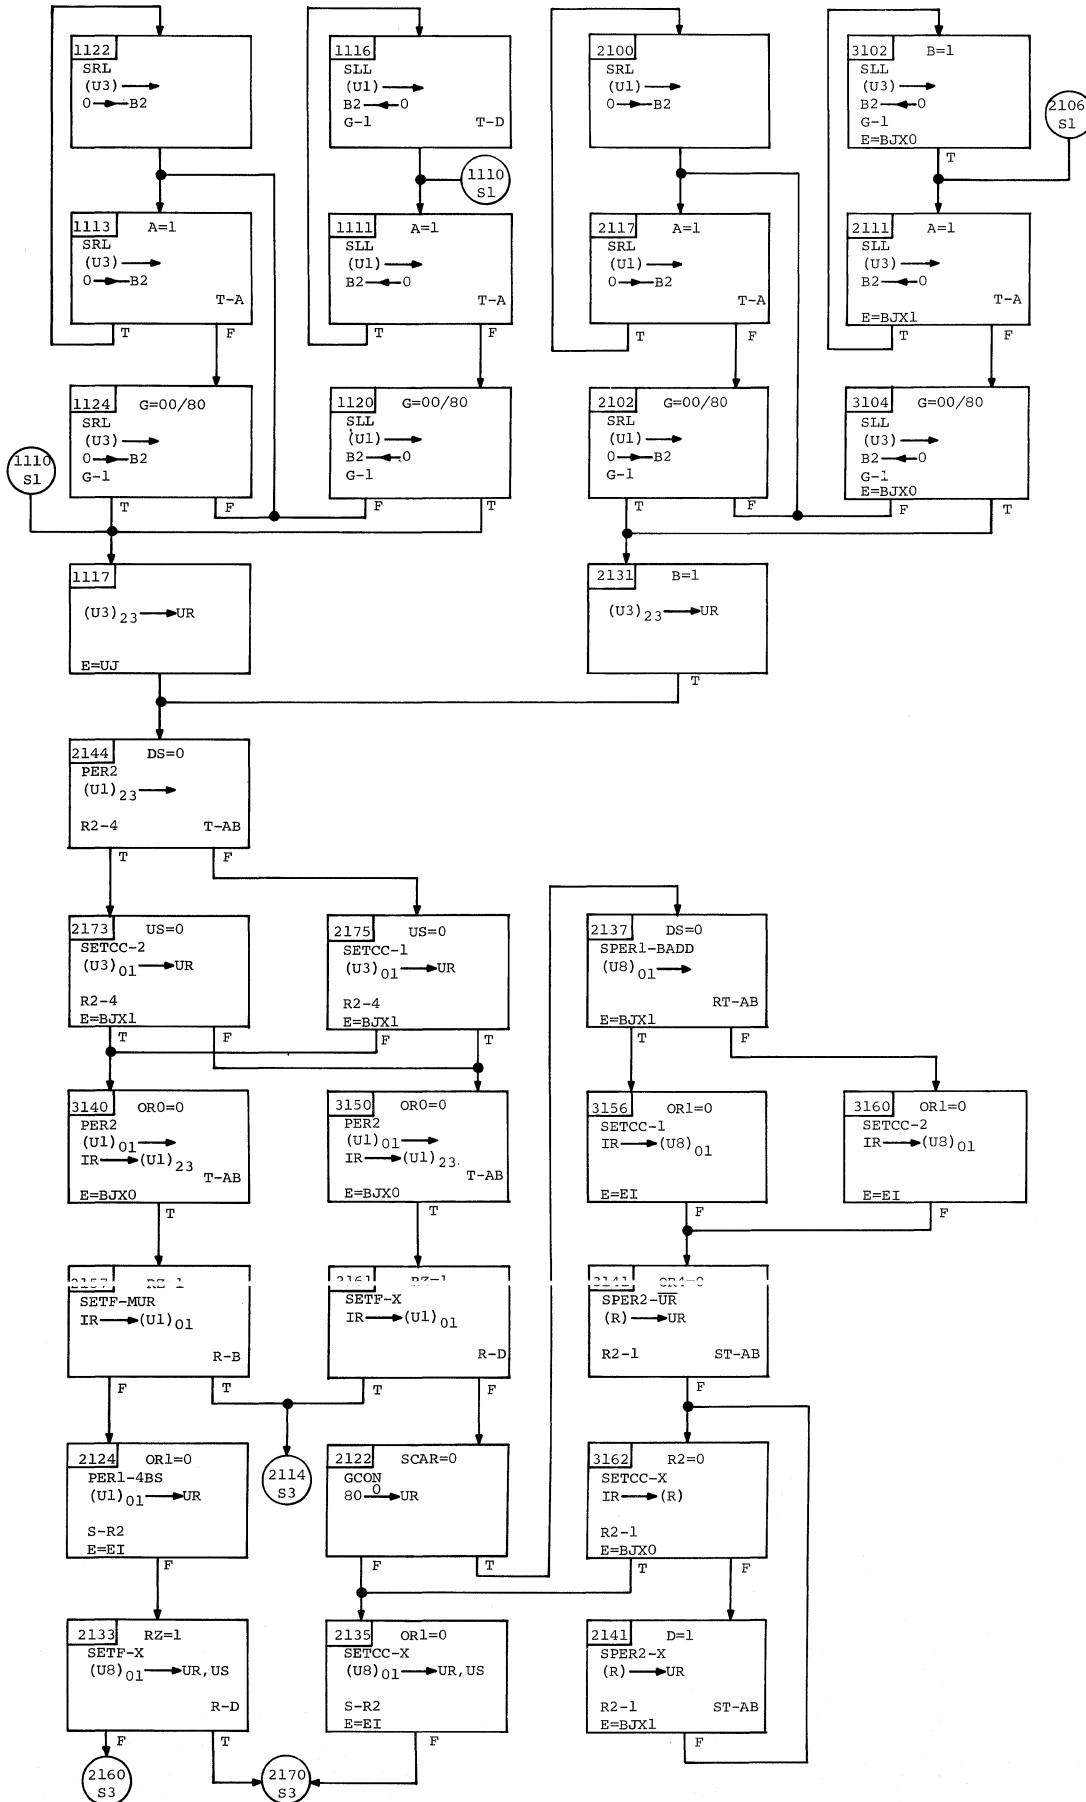 1122
SRL
(U3)
0 B2
1116
SLL
(U1)
B2 0
G-1 T-D
2100
SRL
(U1)
0 B2
3102 B=1
SLL
(U3)
B2 0
G-1
E=BJX0
T
2106
S1
1110
S1
1113 A=1
SRL
(U3)
0 B2
T-A
T F
1111 A=1
SLL
(U1)
B2 0
T-A
T F
2117 A=1
SRL
(U1)
0 B2
T-A
T F
2111 A=1
SLL
(U3)
B2 0
T-A
E=BJX1
T F
1110
S1
1124 G=00/80
SRL
(U3)
0 B2
G-1
T F
1120 G=00/80
SLL
(U1)
B2 0
G-1
F T
2102 G=00/80
SRL
(U1)
0 B2
G-1
T F
3104 G=00/80
SLL
(U3)
B2 0
G-1
E=BJX0
F T
1117
(U3)23 UR
E=UJ
2131 B=1
(U3)23 UR
T
2144 DS=0
PER2
(U1)23
R2-4 T-AB
T F
2173 US=0
SETCC-2
(U3)01 UR
R2-4
E=BJX1
T F
2175 US=0
SETCC-1
(U3)01 UR
R2-4
E=BJX1
F T
2137 DS=0
SPER1-BADD
(U8)01
RT-AB
E=BJX1
T F
3140 OR0=0
PER2
(U1)01
IR (U1)23
T-AB
E=BJX0
T
3150 OR0=0
PER2
(U1)01
IR (U1)23
T-AB
E=BJX0
T
3156 OR1=0
SETCC-1
IR (U8)01
E=EI
F
3160 OR1=0
SETCC-2
IR (U8)01
E=EI
F
2157 RZ=1
SETF-MUR
IR (U1)01
R-B
F T
2161 RZ=1
SETF-X
IR (U1)01
R-D
T F
3141 OR4=0
SPER2-U̅R̅
(R) UR
R2-1 ST-AB
F
2124 OR1=0
PER1-4BS
(U1)01 UR
S-R2
E=EI
F
2114
S3
2122 SCAR=0
GCON
0
80 UR
F T
3162 R2=0
SETCC-X
IR (R)
R2-1
E=BJX0
T F
2133 RZ=1
SETF-X
(U8)01 UR,US
R-D
F T
2135 OR1=0
SETCC-X
(U8)01 UR,US
S-R2
E=EI
F
2141 D=1
SPER2-X
(R) UR
R2-1 ST-AB
E=BJX1
F
2160
S3
2170
S3